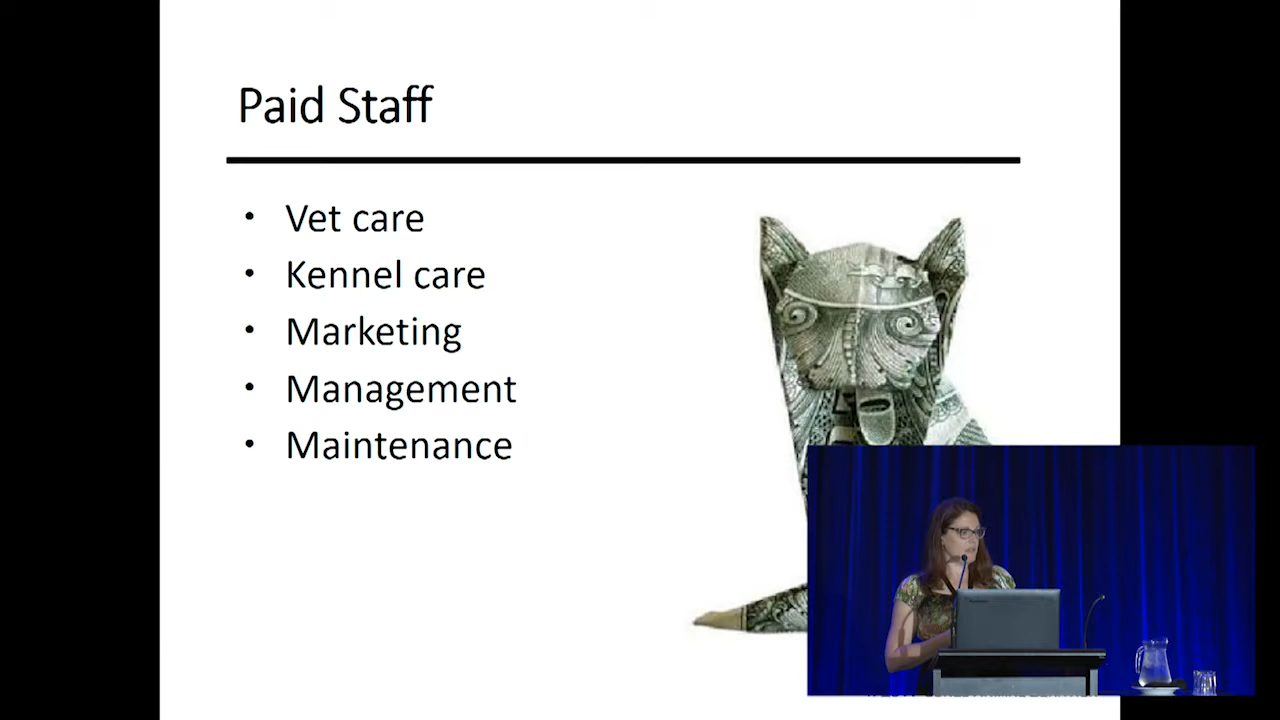 Paid Staff
• Vet care
• Kennel care
• Marketing
• Management
• Maintenance